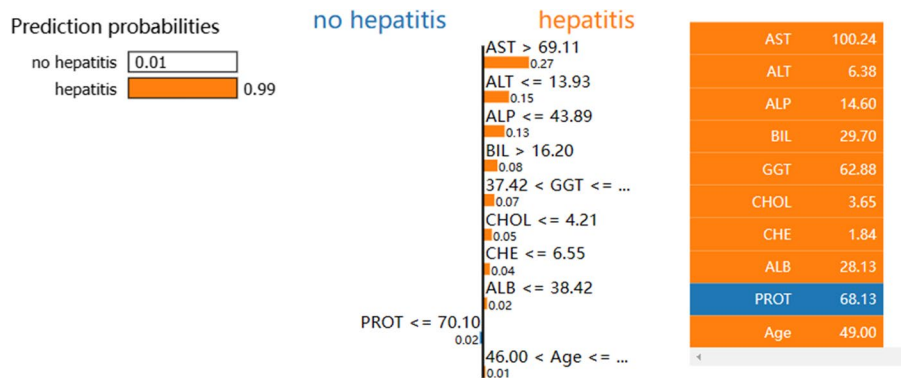 Prediction probabilities
no hepatitis 0.01
hepatitis 0.99
no hepatitis hepatitis
AST > 69.11
0.27
ALT <= 13.93
0.15
ALP <= 43.89
0.13
BIL > 16.20
0.08
37.42 < GGT <= ...
0.07
CHOL <= 4.21
0.05
CHE <= 6.55
0.04
ALB <= 38.42
0.02
PROT <= 70.10
0.02
46.00 < Age <= ...
0.01
AST 100.24
ALT 6.38
ALP 14.60
BIL 29.70
GGT 62.88
CHOL 3.65
CHE 1.84
ALB 28.13
PROT 68.13
Age 49.00